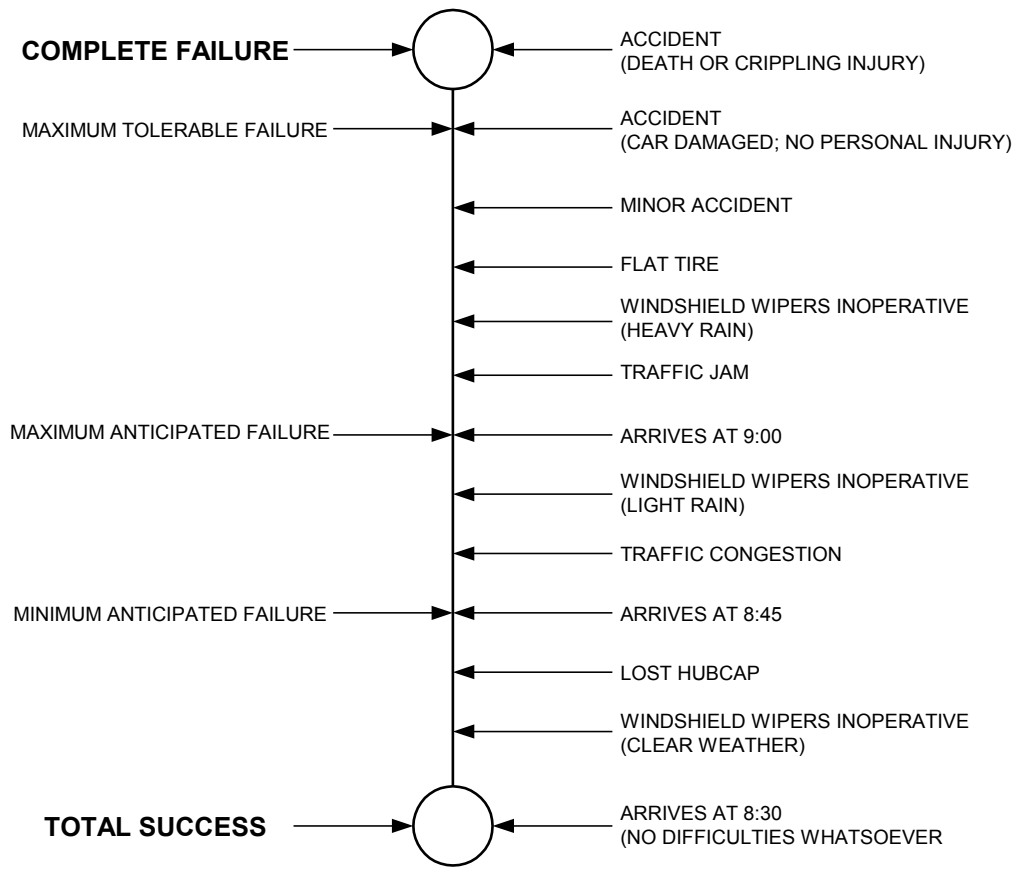 COMPLETE FAILURE
ACCIDENT
(DEATH OR CRIPPLING INJURY)
MAXIMUM TOLERABLE FAILURE
ACCIDENT
(CAR DAMAGED; NO PERSONAL INJURY)
MINOR ACCIDENT
FLAT TIRE
WINDSHIELD WIPERS INOPERATIVE
(HEAVY RAIN)
TRAFFIC JAM
MAXIMUM ANTICIPATED FAILURE
ARRIVES AT 9:00
WINDSHIELD WIPERS INOPERATIVE
(LIGHT RAIN)
TRAFFIC CONGESTION
MINIMUM ANTICIPATED FAILURE
ARRIVES AT 8:45
LOST HUBCAP
WINDSHIELD WIPERS INOPERATIVE
(CLEAR WEATHER)
TOTAL SUCCESS
ARRIVES AT 8:30
(NO DIFFICULTIES WHATSOEVER